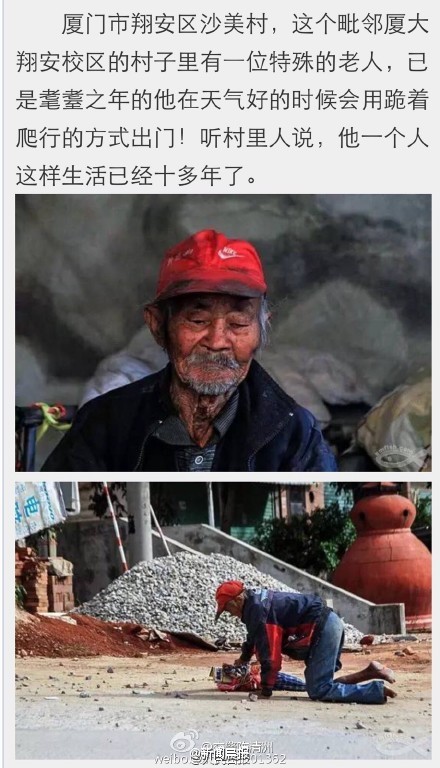 厦门市翔安区沙美村，这个毗邻厦大
翔安校区的村子里有一位特殊的老人，已
是耄耋之年的他在天气好的时候会用跪着
爬行的方式出门！听村里人说，他一个人
这样生活已经十多年了。
@新闻晨报